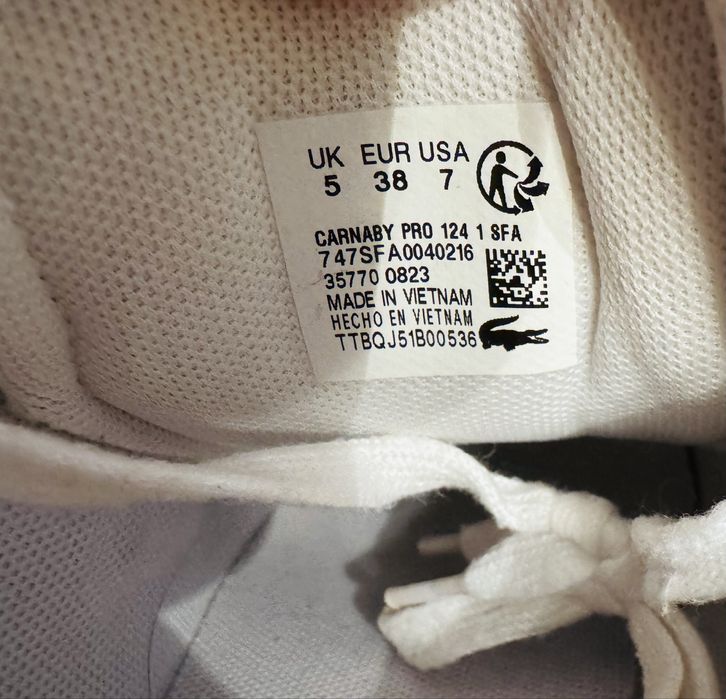 UK EUR USA
5 38 7
CARNABY PRO 124 1 SFA
747SFA0040216
35770 0823
MADE IN VIETNAM
HECHO EN VIETNAM
TTBQJ51B00536